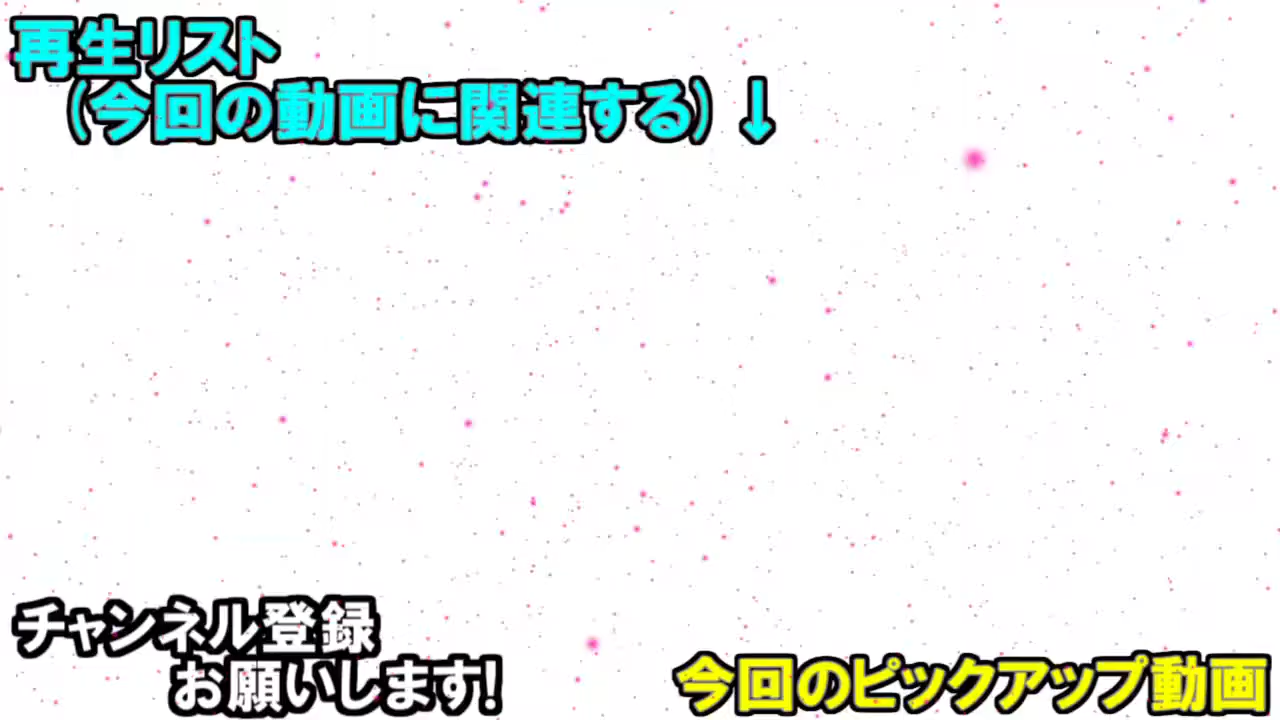 再生リスト
(今回の動画に関連する)↓
チャンネル登録
お願いします!
今回のピックアップ動画